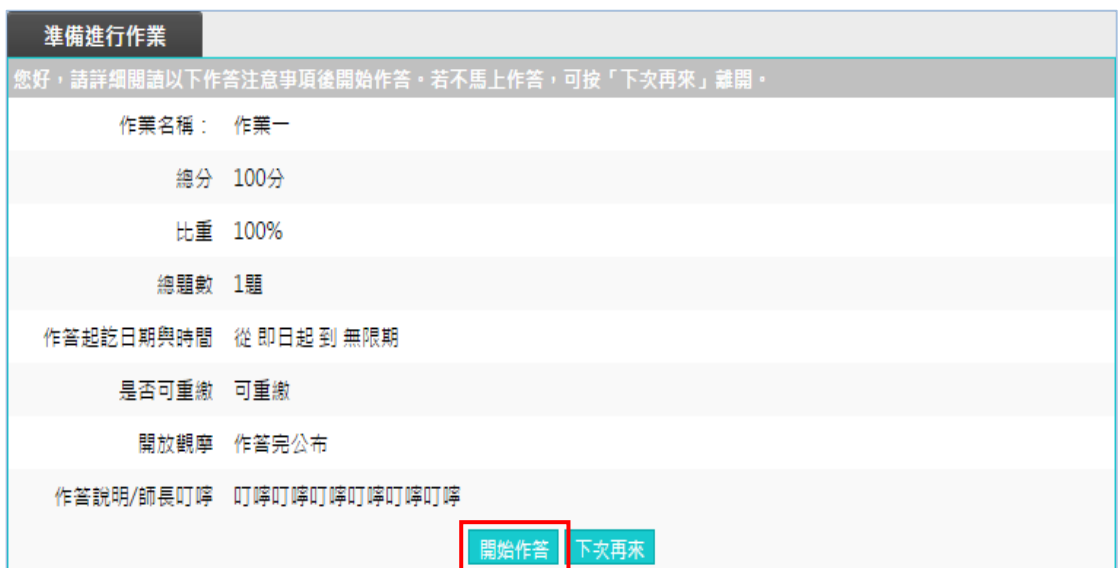 準備進行作業
您好，請詳細閱讀以下作答注意事項後開始作答。若不馬上作答，可按「下次再來」離開。
作業名稱： 作業一
總分 100分
比重 100%
總題數 1題
作答起訖日期與時間 從 即日起 到 無限期
是否可重繳 可重繳
開放觀摩 作答完公布
作答說明/師長叮嚀 叮嚀叮嚀叮嚀叮嚀叮嚀叮嚀
開始作答 下次再來